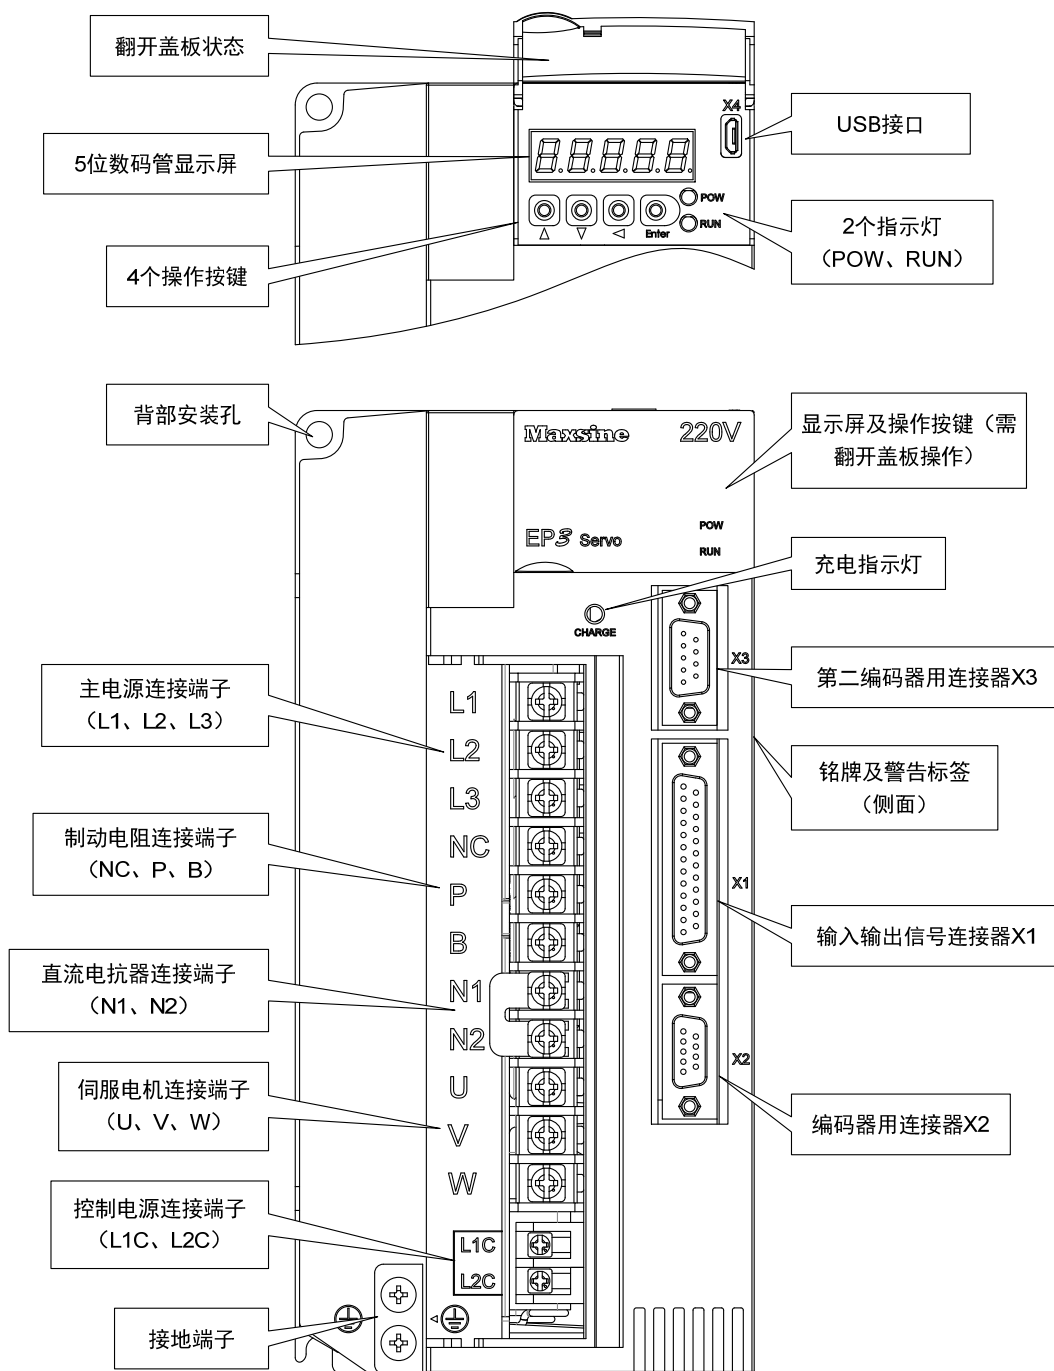 翻开盖板状态
X4
USB接口
5位数码管显示屏
8.8.8.8.8.
POW
RUN
Enter
2个指示灯
（POW、RUN）
4个操作按键
背部安装孔
Maxsine 220V
显示屏及操作按键（需
翻开盖板操作）
POW
EP3 Servo
RUN
充电指示灯
CHARGE
X3
第二编码器用连接器X3
主电源连接端子
（L1、L2、L3）
L1
L2
L3
铭牌及警告标签
（侧面）
制动电阻连接端子
（NC、P、B）
NC
P
B
X1
输入输出信号连接器X1
直流电抗器连接端子
（N1、N2）
N1
N2
X2
编码器用连接器X2
伺服电机连接端子
（U、V、W）
U
V
W
控制电源连接端子
（L1C、L2C）
L1C
L2C
接地端子